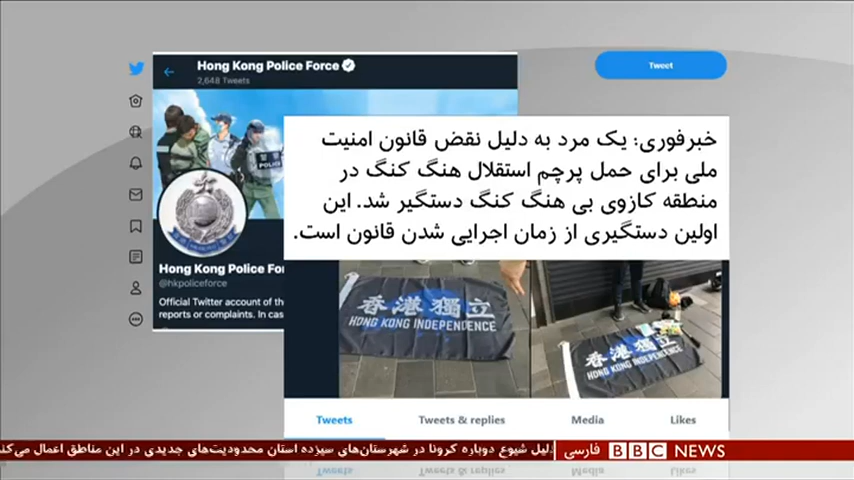 Hong Kong Police Force
2,648 Tweets
Tweet
خبرفوری: یک مرد به دلیل نقض قانون امنیت
ملی برای حمل پرچم استقلال هنگ کنگ در
منطقه کازوی بی هنگ کنگ دستگیر شد. این
اولین دستگیری از زمان اجرایی شدن قانون است.
POLICE
Hong Kong Police For
@hkpoliceforce
Official Twitter account of the
reports or complaints. In case
香港獨立
HONG KONG INDEPENDENCE
香港獨立
HONG KONG INDEPENDENCE
Tweets
Tweets & replies
Media
Likes
دلیل شیوع دوباره کرونا در شهرستان‌های سیزده استان محدودیت‌های جدیدی در این مناطق اعمال می‌کند
BBC NEWS فارسی